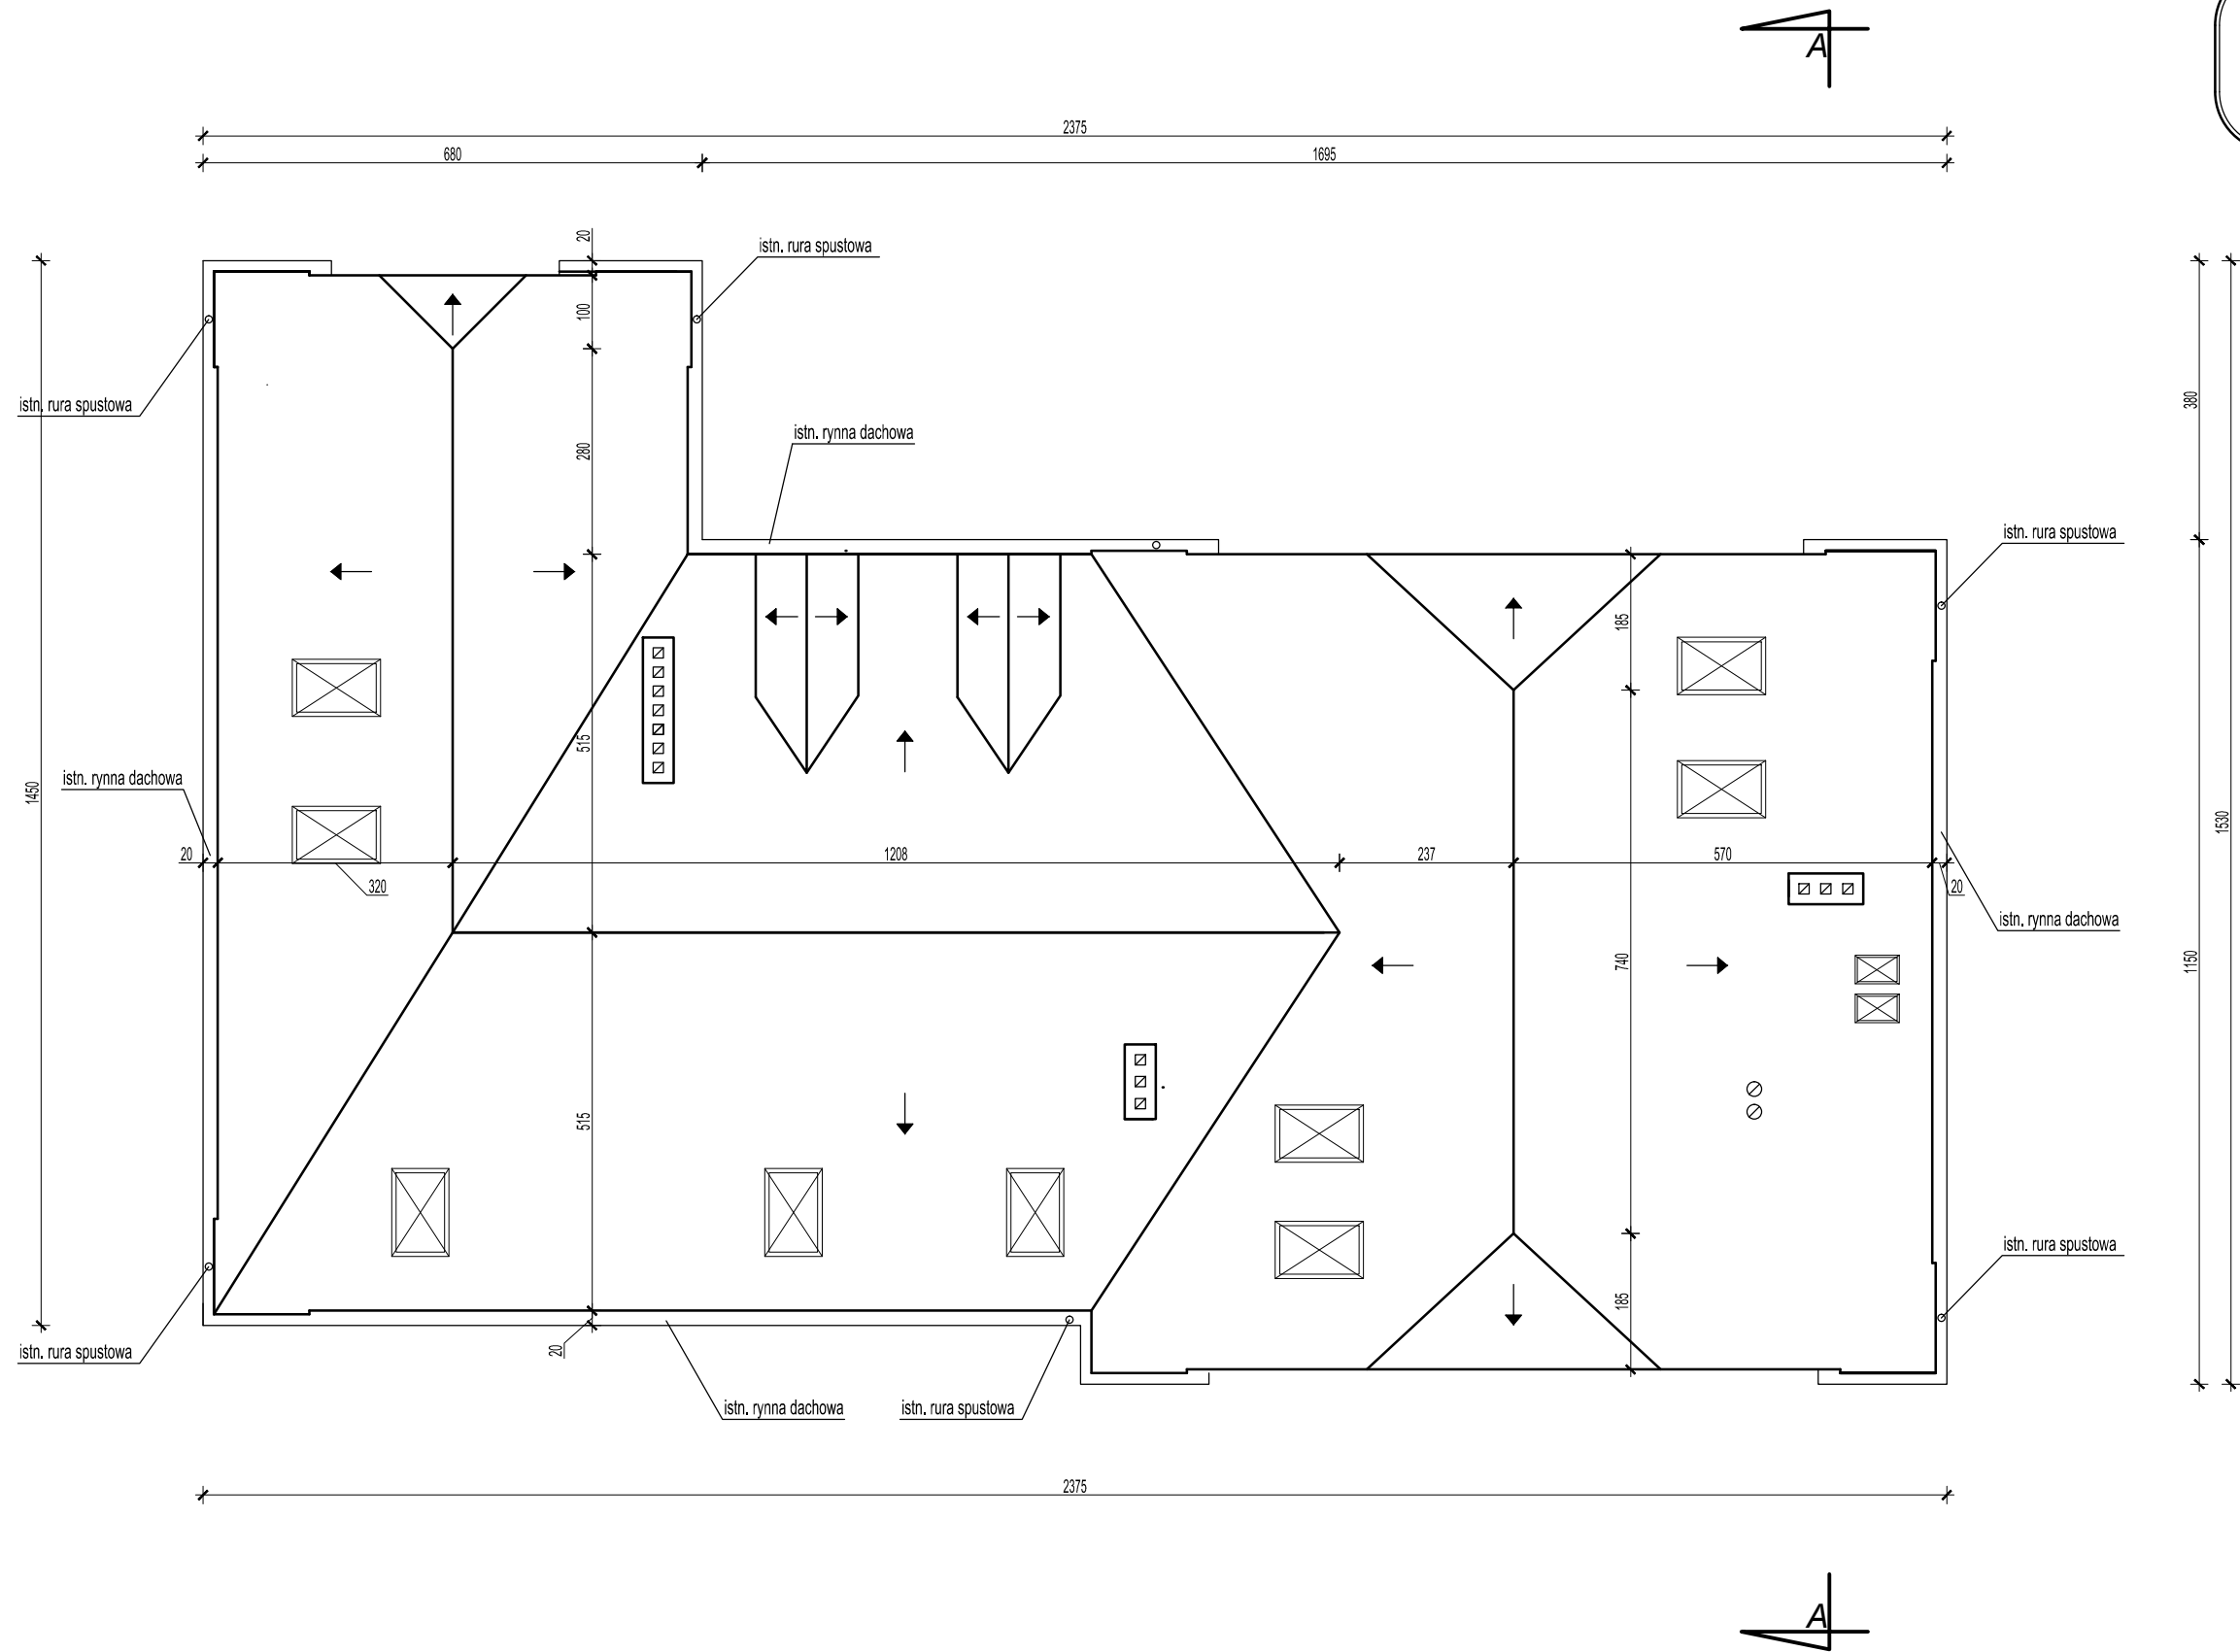 A
2375
680
1695
20
istn. rura spustowa
100
istn. rura spustowa
380
280
istn. rynna dachowa
istn. rura spustowa
185
515
istn. rynna dachowa
1450
1530
20
1208
237
570
320
20
istn. rynna dachowa
740
1150
515
istn. rura spustowa
185
istn. rura spustowa
20
istn. rynna dachowa
istn. rura spustowa
2375
A